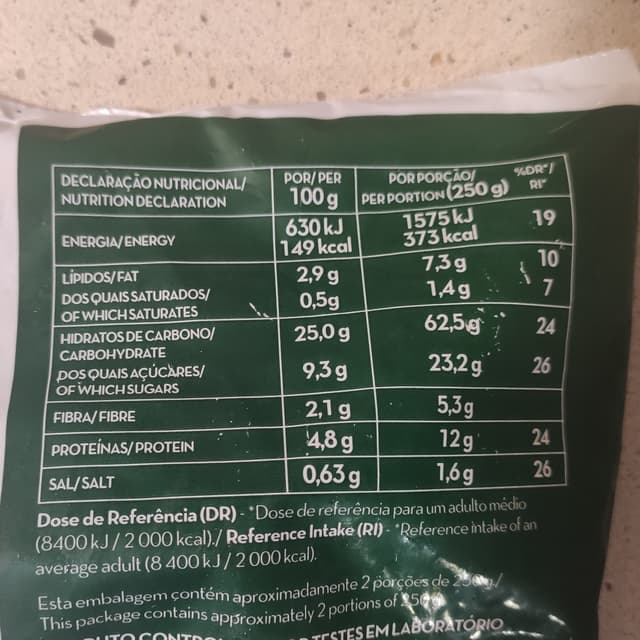 DECLARAÇÃO NUTRICIONAL/ POR/PER POR PORÇÃO/ %DR*/
NUTRITION DECLARATION 100 g PER PORTION (250 g) RI*
ENERGIA/ENERGY 630 kJ 1575 kJ 19
149 kcal 373 kcal
LÍPIDOS/FAT 2,9 g 7,3 g 10
DOS QUAIS SATURADOS/ 0,5g 1,4 g 7
OF WHICH SATURATES
HIDRATOS DE CARBONO/ 25,0 g 62,5 g 24
CARBOHYDRATE
DOS QUAIS AÇÚCARES/ 9,3 g 23,2 g 26
OF WHICH SUGARS
FIBRA/FIBRE 2,1 g 5,3 g
PROTEÍNAS/PROTEIN 4,8 g 12 g 24
SAL/SALT 0,63 g 1,6 g 26
Dose de Referência (DR) - *Dose de referência para um adulto médio
(8400 kJ / 2 000 kcal)./ Reference Intake (RI) - *Reference intake of an
average adult (8 400 kJ / 2 000 kcal).
Esta embalagem contém aproximadamente 2 porções de 250 g./
This package contains approximately 2 portions of 250
TESTES EM LABORATÓRIO